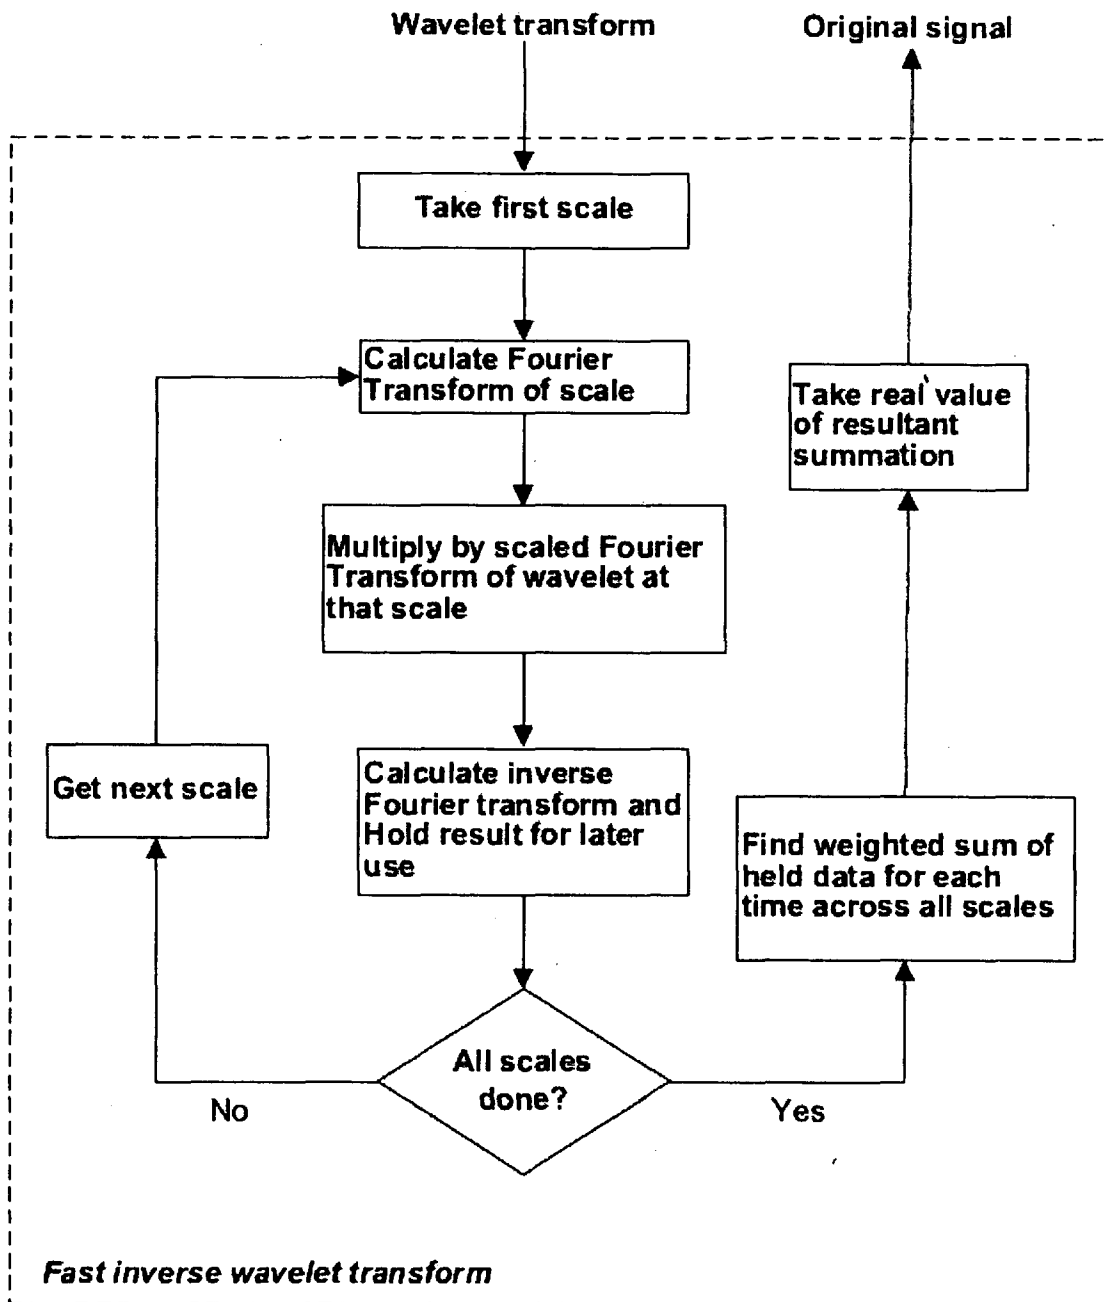 Wavelet transform
Original signal
Take first scale
Calculate Fourier
Transform of scale
Take real value
of resultant
summation
Multiply by scaled Fourier
Transform of wavelet at
that scale
Get next scale
Calculate inverse
Fourier transform and
Hold result for later
use
Find weighted sum of
held data for each
time across all scales
All scales
done?
No
Yes
Fast inverse wavelet transform